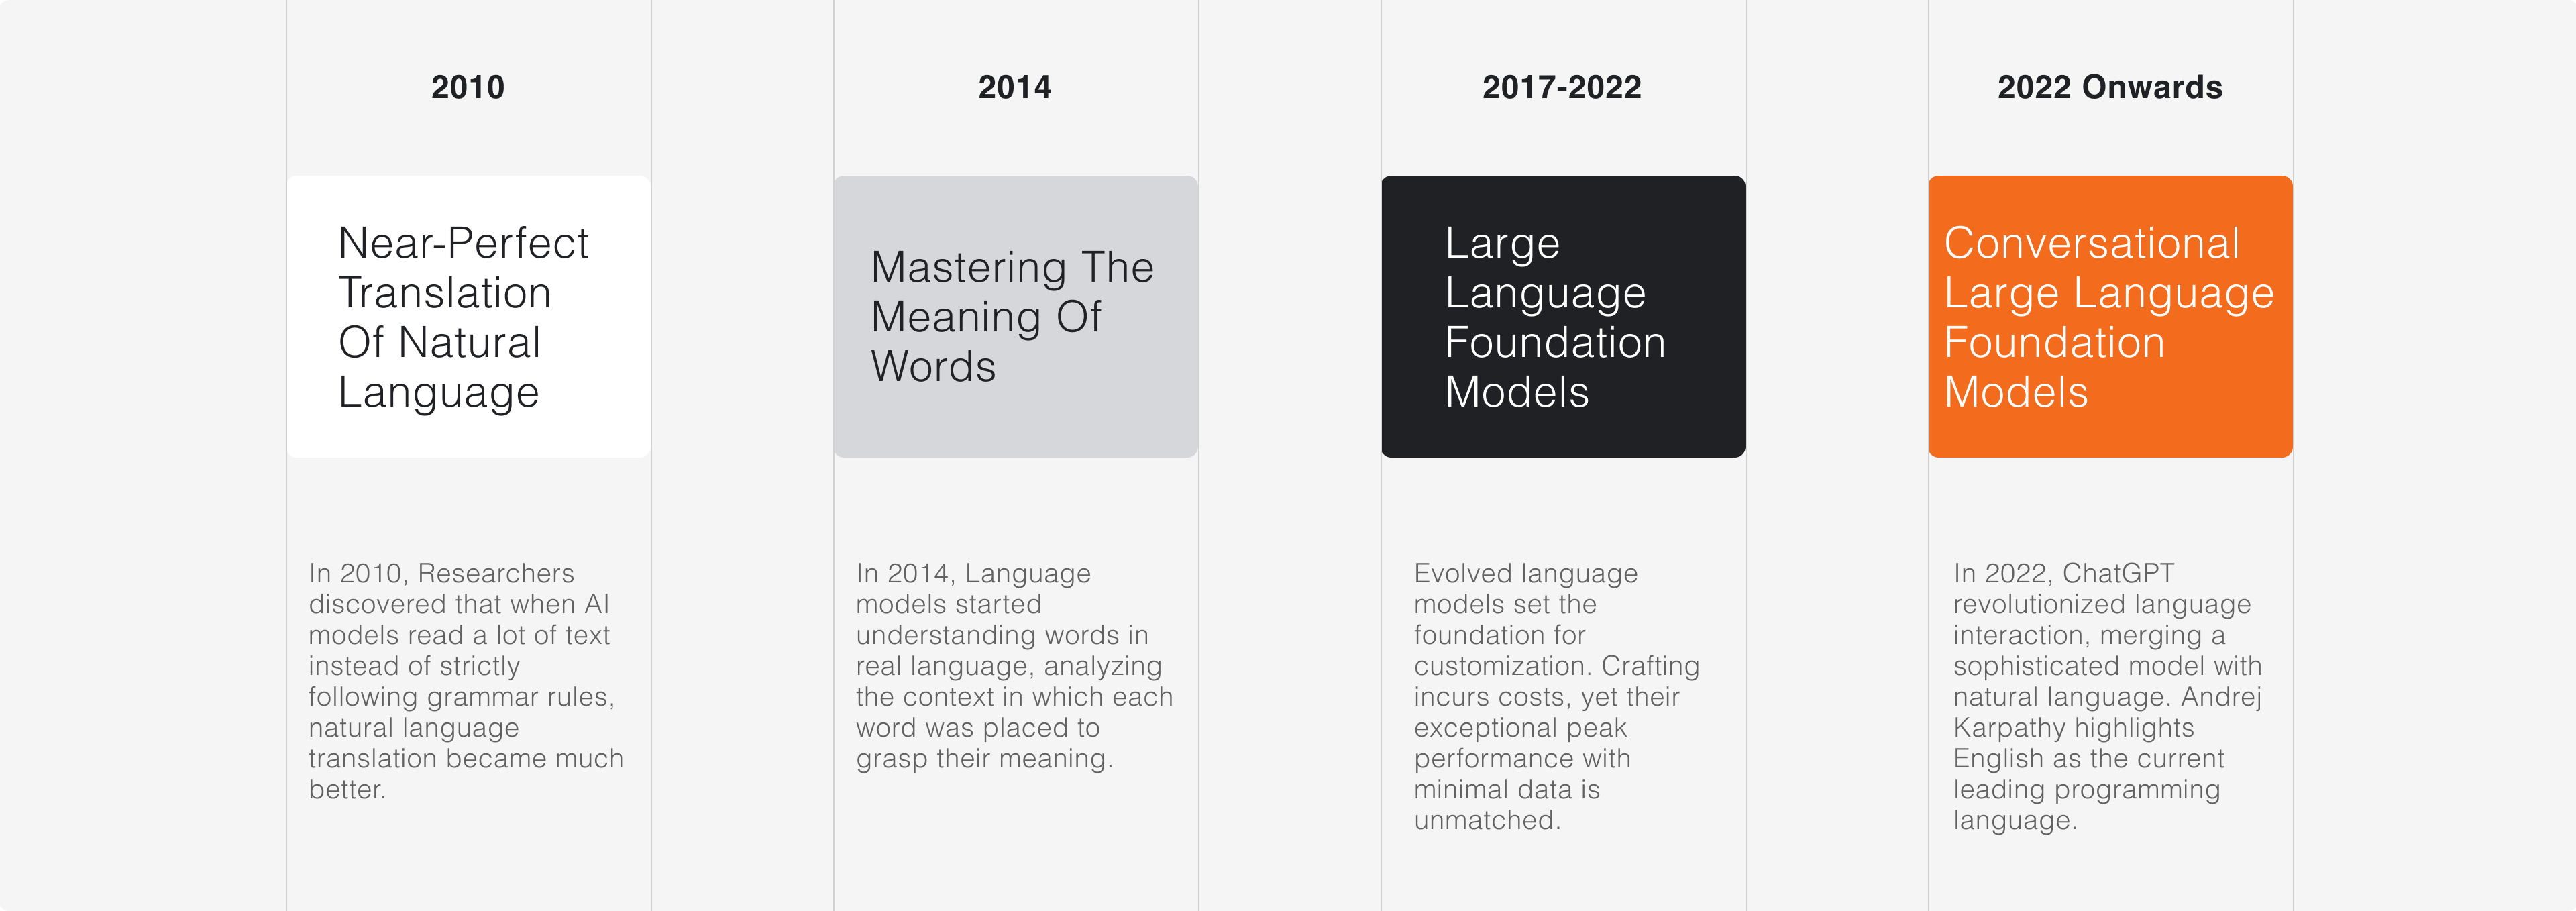 2010
Near-Perfect
Translation
Of Natural
Language
In 2010, Researchers
discovered that when AI
models read a lot of text
instead of strictly
following grammar rules,
natural language
translation became much
better.
2014
Mastering The
Meaning Of
Words
In 2014, Language
models started
understanding words in
real language, analyzing
the context in which each
word was placed to
grasp their meaning.
2017-2022
Large
Language
Foundation
Models
Evolved language
models set the
foundation for
customization. Crafting
incurs costs, yet their
exceptional peak
performance with
minimal data is
unmatched.
2022 Onwards
Conversational
Large Language
Foundation
Models
In 2022, ChatGPT
revolutionized language
interaction, merging a
sophisticated model with
natural language. Andrej
Karpathy highlights
English as the current
leading programming
language.